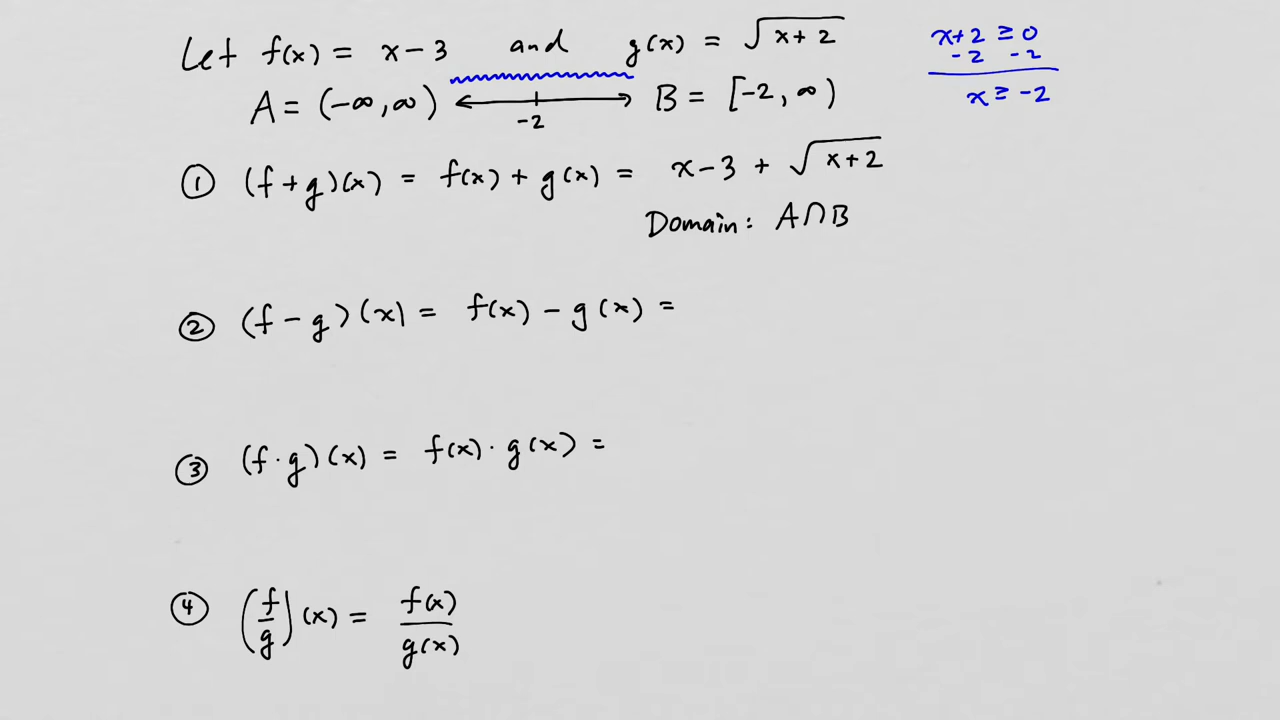 Let f(x) = x - 3 and g(x) = √(x+2)
x+2 ≥ 0
-2 -2
x ≥ -2
A = (-∞, ∞) -2 B = [-2, ∞)
① (f+g)(x) = f(x) + g(x) = x-3 + √(x+2)
Domain: A∩B
② (f-g)(x) = f(x) - g(x) =
③ (f·g)(x) = f(x)·g(x) =
④ (f/g)(x) = f(x)/g(x)